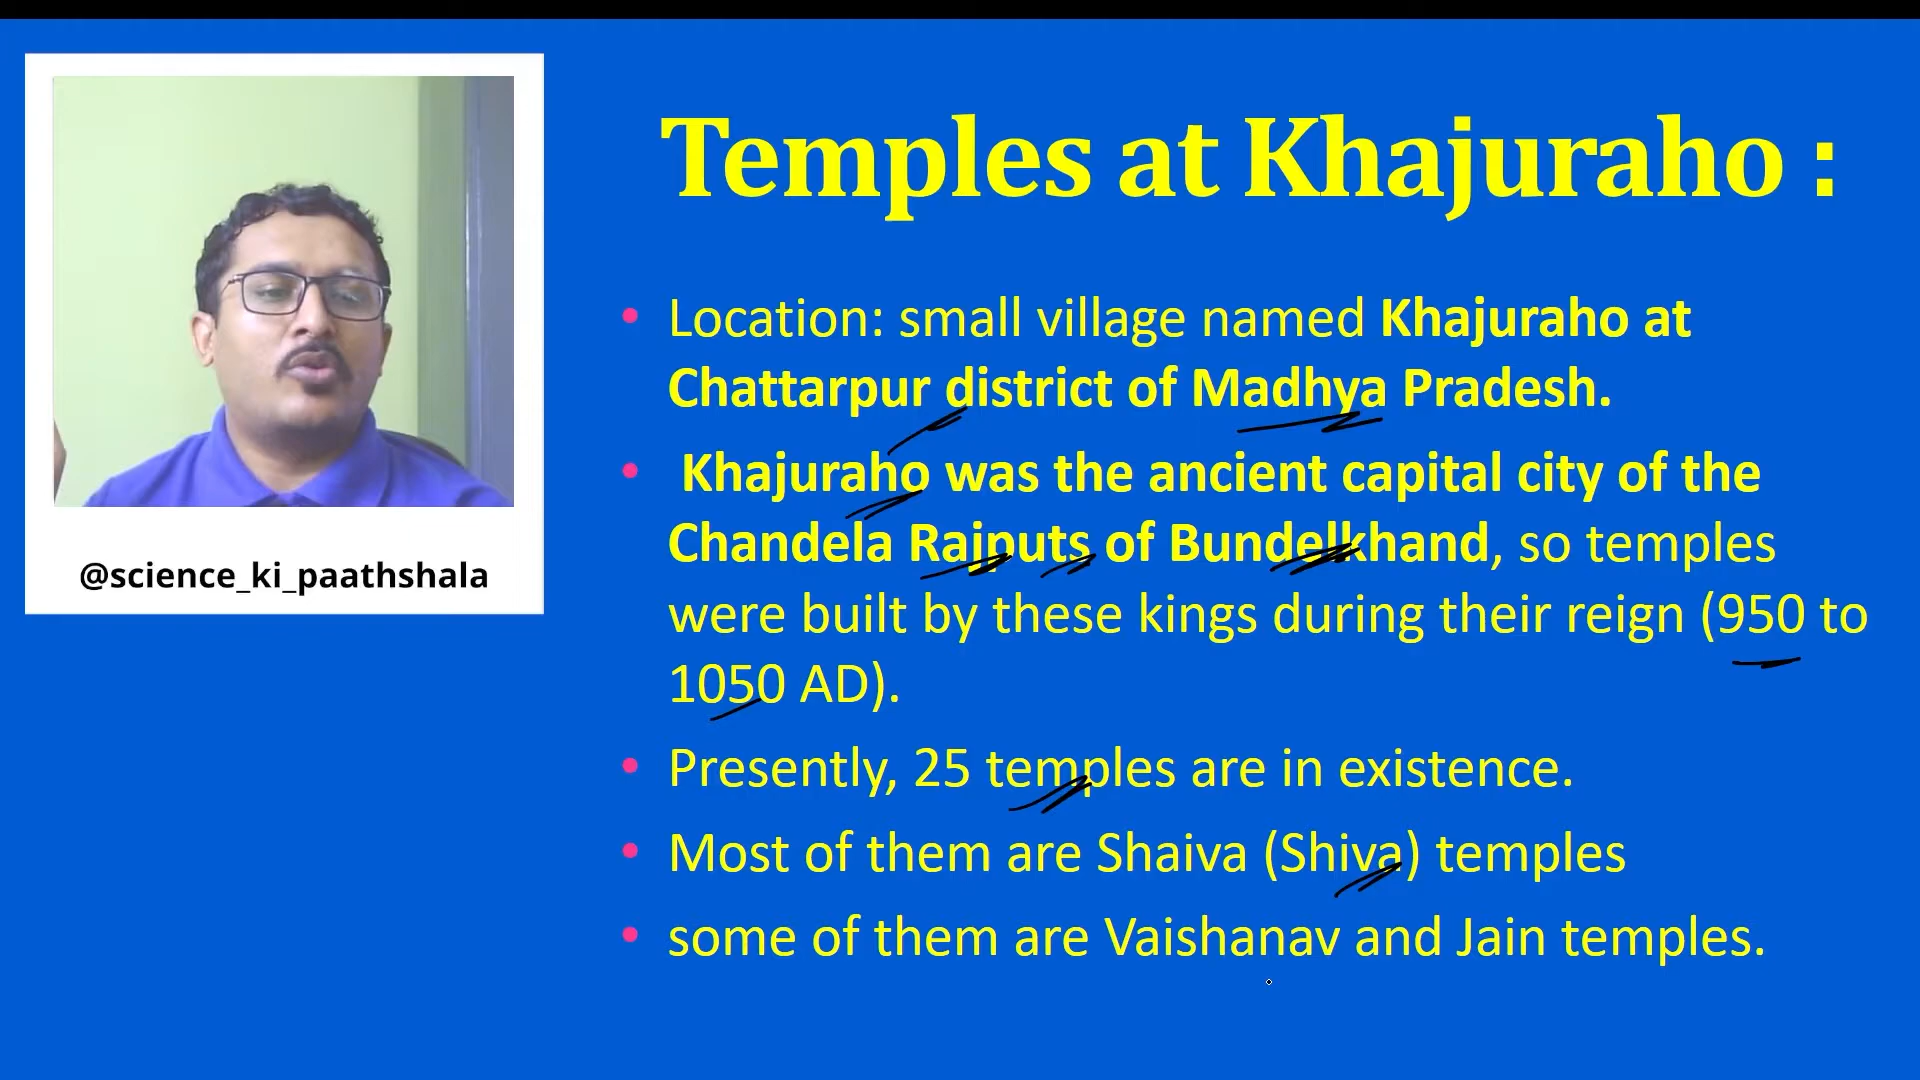 Temples at Khajuraho :
• Location: small village named Khajuraho at
Chattarpur district of Madhya Pradesh.
• Khajuraho was the ancient capital city of the
Chandela Rajputs of Bundelkhand, so temples
were built by these kings during their reign (950 to
1050 AD).
• Presently, 25 temples are in existence.
• Most of them are Shaiva (Shiva) temples
• some of them are Vaishanav and Jain temples.
@science_ki_paathshala